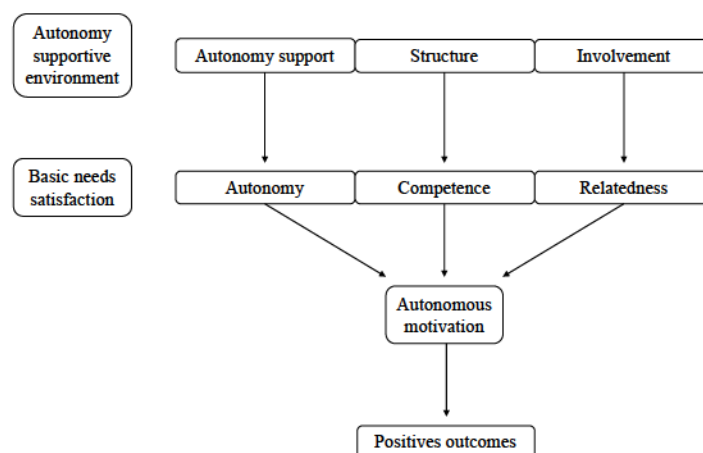 Autonomy
supportive
environment
Autonomy support
Structure
Involvement
Basic needs
satisfaction
Autonomy
Competence
Relatedness
Autonomous
motivation
Positives outcomes